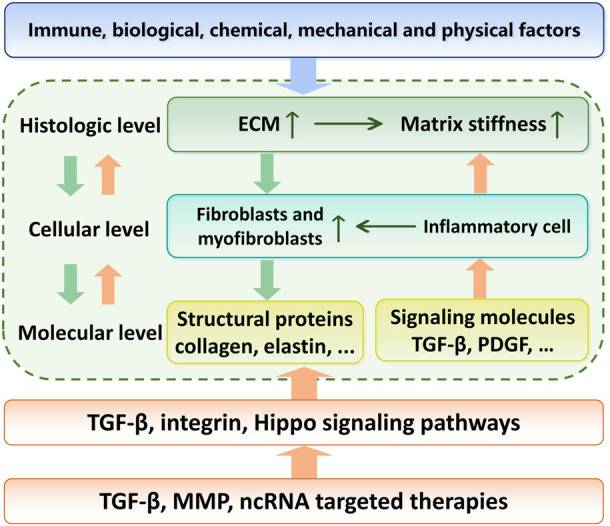 Immune, biological, chemical, mechanical and physical factors
Histologic level
ECM ↑ → Matrix stiffness ↑
Cellular level
Fibroblasts and
myofibroblasts ↑ ← Inflammatory cell
Molecular level
Structural proteins
collagen, elastin, ...
Signaling molecules
TGF-β, PDGF, ...
TGF-β, integrin, Hippo signaling pathways
TGF-β, MMP, ncRNA targeted therapies